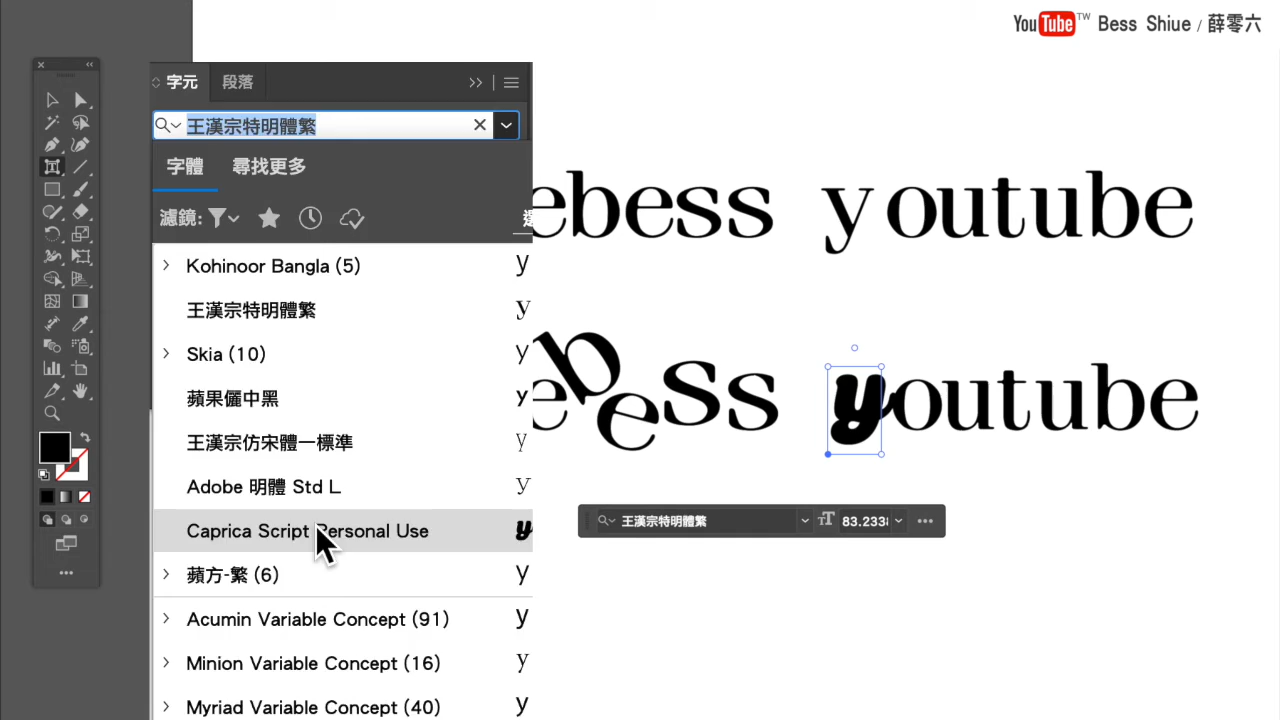 YouTube TW Bess Shiue / 薛零六
字元 段落
王漢宗特明體繁
字體 尋找更多
濾鏡:
Kohinoor Bangla (5) y
王漢宗特明體繁 y
Skia (10) y
蘋果儷中黑 y
王漢宗仿宋體一標準 y
Adobe 明體 Std L y
Caprica Script Personal Use y
蘋方-繁 (6) y
Acumin Variable Concept (91) y
Minion Variable Concept (16) y
Myriad Variable Concept (40) y
ebess youtube
ebess youtube
王漢宗特明體繁 83.233